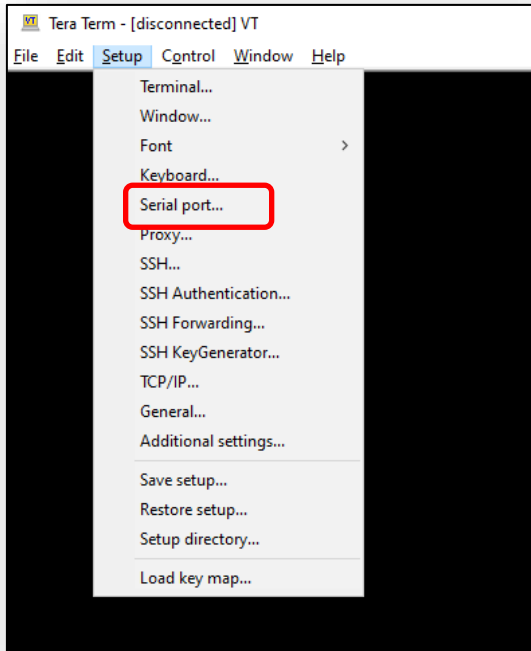 Tera Term - [disconnected] VT
File Edit Setup Control Window Help
Terminal...
Window...
Font >
Keyboard...
Serial port...
Proxy...
SSH...
SSH Authentication...
SSH Forwarding...
SSH KeyGenerator...
TCP/IP...
General...
Additional settings...
Save setup...
Restore setup...
Setup directory...
Load key map...